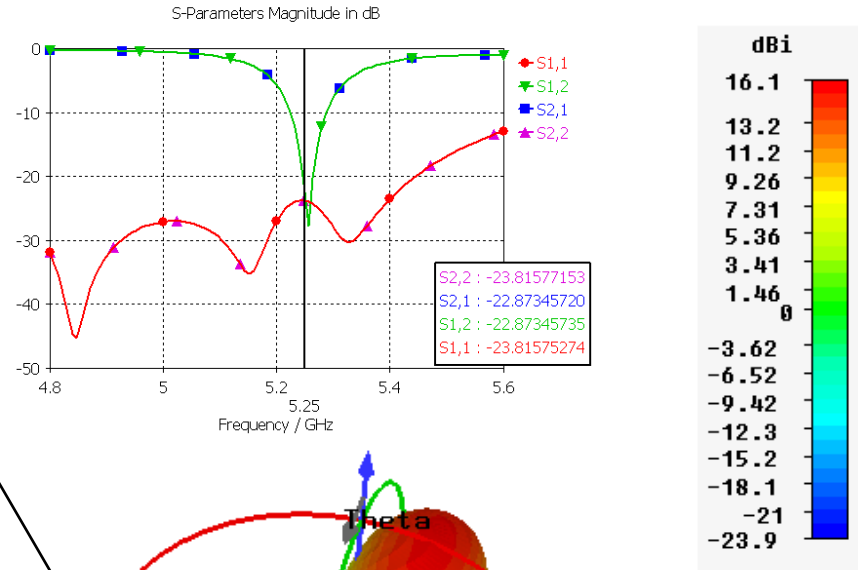 S-Parameters Magnitude in dB
0
-10
-20
-30
-40
-50
4.8
5
5.2
5.4
5.6
5.25
Frequency / GHz
S1,1
S1,2
S2,1
S2,2
S2,2 : -23.81577153
S2,1 : -22.87345720
S1,2 : -22.87345735
S1,1 : -23.81575274
dBi
16.1
13.2
11.2
9.26
7.31
5.36
3.41
1.46
0
-3.62
-6.52
-9.42
-12.3
-15.2
-18.1
-21
-23.9
Theta